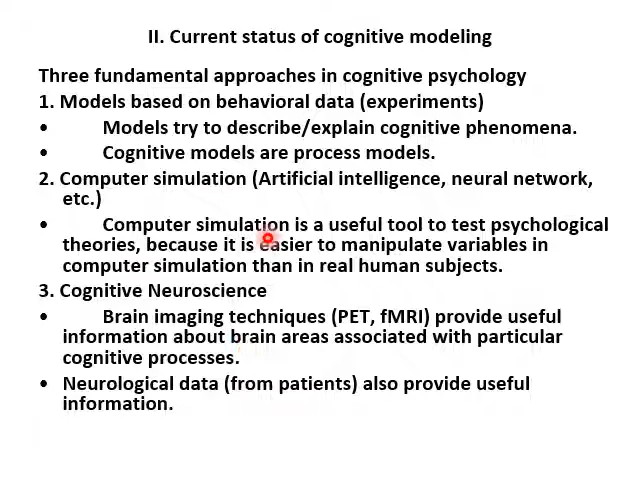 II. Current status of cognitive modeling
Three fundamental approaches in cognitive psychology
1. Models based on behavioral data (experiments)
• Models try to describe/explain cognitive phenomena.
• Cognitive models are process models.
2. Computer simulation (Artificial intelligence, neural network,
etc.)
• Computer simulation is a useful tool to test psychological
theories, because it is easier to manipulate variables in
computer simulation than in real human subjects.
3. Cognitive Neuroscience
• Brain imaging techniques (PET, fMRI) provide useful
information about brain areas associated with particular
cognitive processes.
• Neurological data (from patients) also provide useful
information.